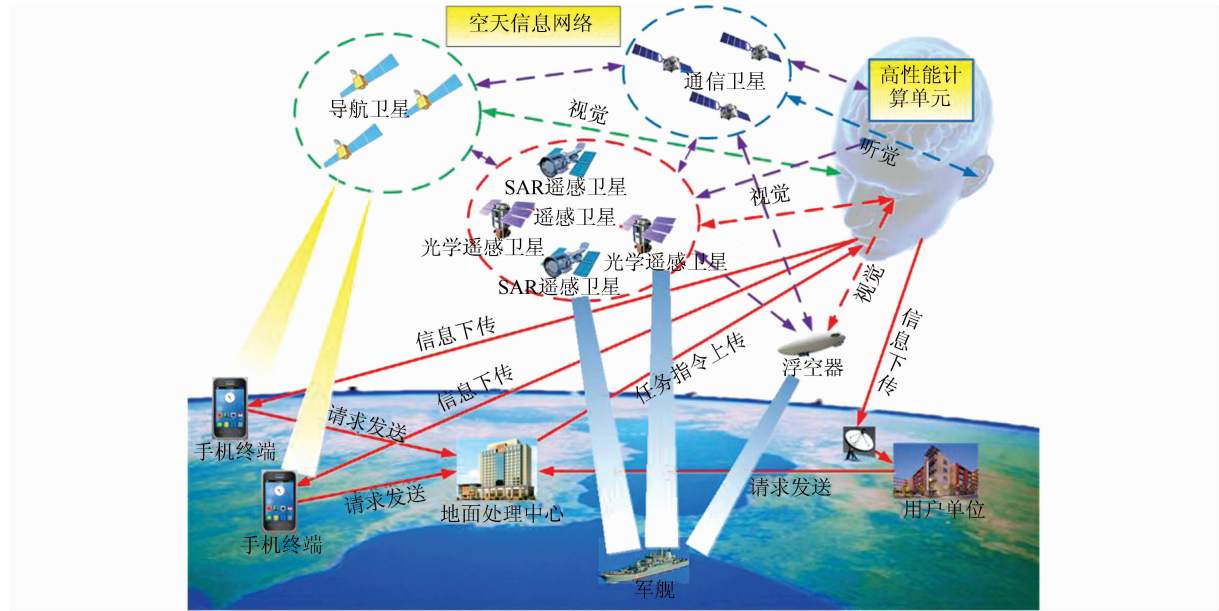 空天信息网络
通信卫星
高性能计
算单元
导航卫星
视觉
听觉
SAR遥感卫星
视觉
遥感卫星
光学遥感卫星
光学遥感卫星
SAR遥感卫星
视觉
信息下传
信息下传
信息下传
任务指令上传
浮空器
请求发送
手机终端
请求发送
请求发送
地面处理中心
用户单位
手机终端
军舰